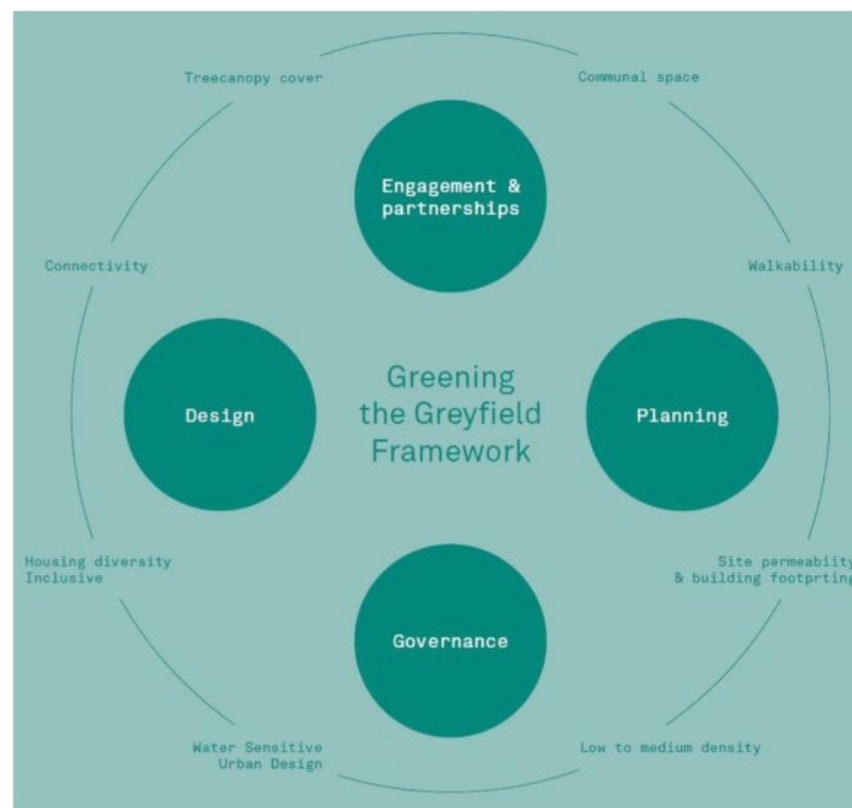 Treecanopy cover
Communal space
Engagement &
partnerships
Connectivity
Walkability
Greening
the Greyfield
Framework
Design
Planning
Housing diversity
Inclusive
Site permeabiity
& building footprting
Governance
Water Sensitive
Urban Design
Low to medium density